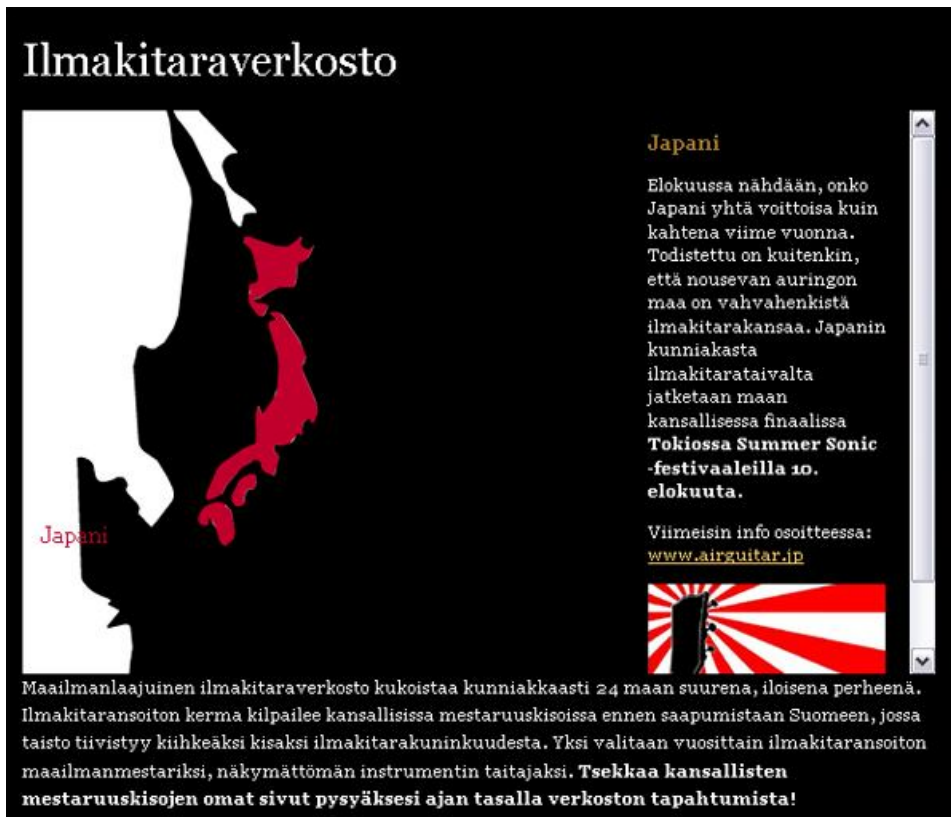 Ilmakitaraverkosto
Japani
Japani
Elokuussa nähdään, onko
Japani yhtä voittoisa kuin
kahtena viime vuonna.
Todistettu on kuitenkin,
että nousevan auringon
maa on vahvahenkistä
ilmakitarakansaa. Japanin
kunniakasta
ilmakitarataivalta
jatketaan maan
kansallisessa finaalissa
Tokiossa Summer Sonic
-festivaaleilla 10.
elokuuta.
Viimeisin info osoitteessa:
www.airguitar.jp
Maailmanlaajuinen ilmakitaraverkosto kukoistaa kunniakkaasti 24 maan suurena, iloisena perheenä.
Ilmakitaransoiton kerma kilpailee kansallisissa mestaruuskisoissa ennen saapumistaan Suomeen, jossa
taisto tiivistyy kiihkeäksi kisaksi ilmakitarakuninkuudesta. Yksi valitaan vuosittain ilmakitaransoiton
maailmanmestariksi, näkymättömän instrumentin taitajaksi. Tsekkaa kansallisten
mestaruuskisojen omat sivut pysyäksesi ajan tasalla verkoston tapahtumista!